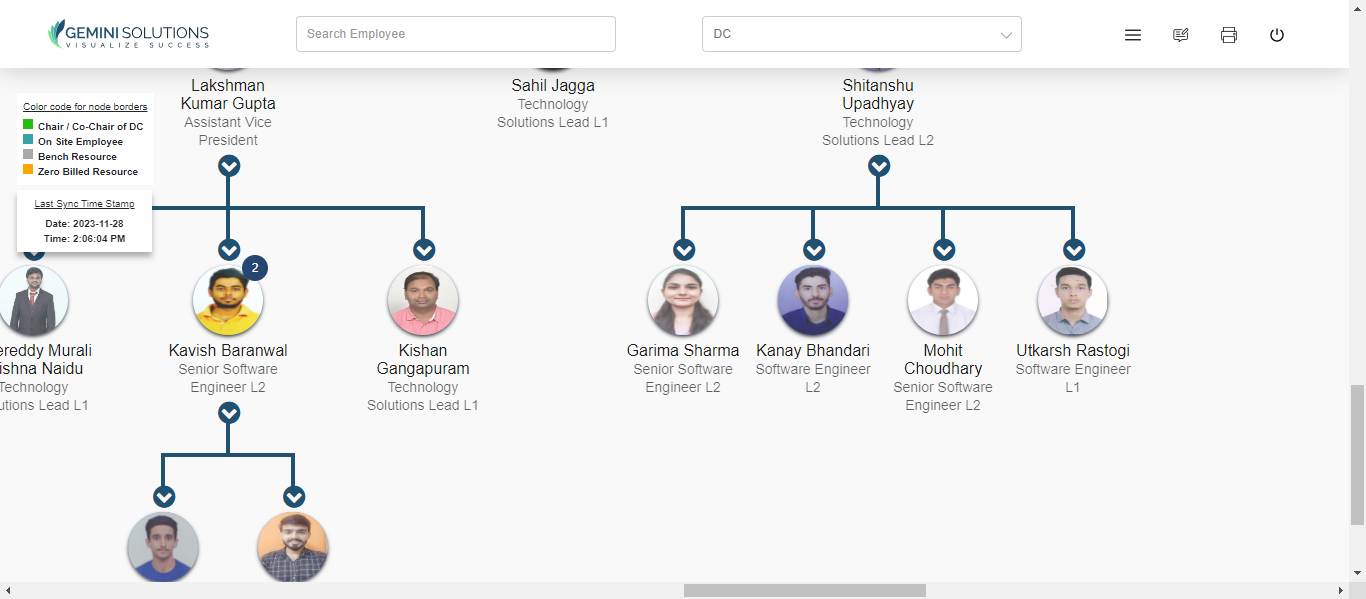 GEMINI SOLUTIONS
VISUALIZE SUCCESS
Search Employee
DC
Lakshman
Kumar Gupta
Assistant Vice
President
Sahil Jagga
Technology
Solutions Lead L1
Shitanshu
Upadhyay
Technology
Solutions Lead L2
Color code for node borders
Chair / Co-Chair of DC
On Site Employee
Bench Resource
Zero Billed Resource
Last Sync Time Stamp
Date: 2023-11-28
Time: 2:06:04 PM
2
Murali
Naidu
Technology
Lead L1
Kavish Baranwal
Senior Software
Engineer L2
Kishan
Gangapuram
Technology
Solutions Lead L1
Garima Sharma
Senior Software
Engineer L2
Kanay Bhandari
Software Engineer
L2
Mohit
Choudhary
Senior Software
Engineer L2
Utkarsh Rastogi
Software Engineer
L1